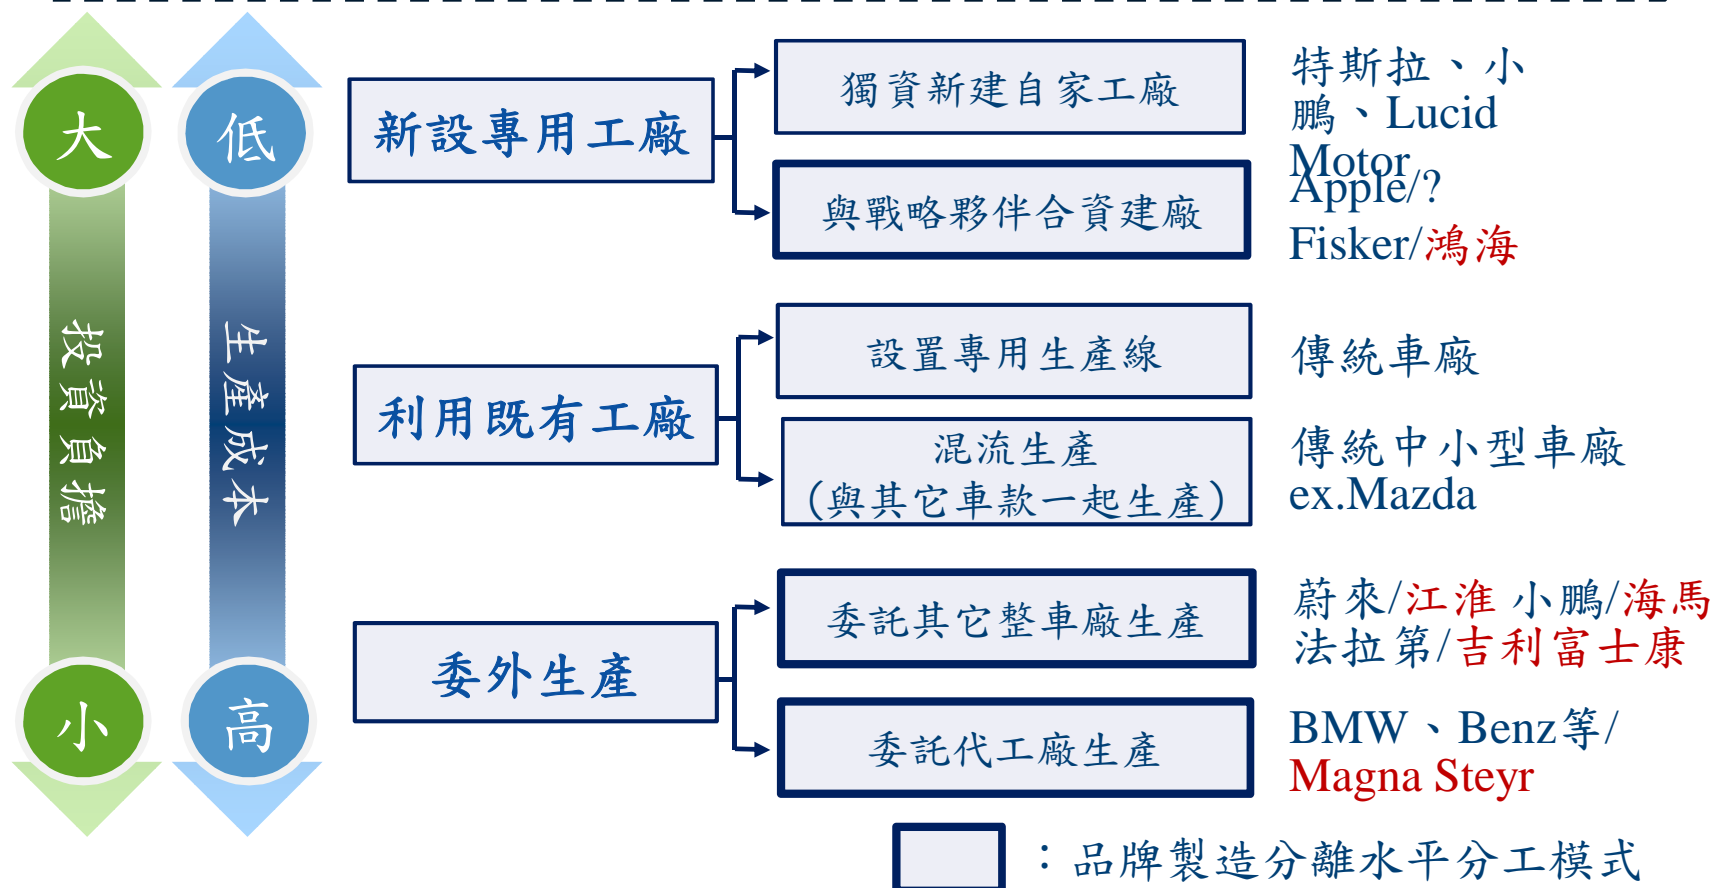 大
低
投資負擔
生產成本
小
高
新設專用工廠
獨資新建自家工廠
特斯拉、小
鵬、Lucid
Motor
與戰略夥伴合資建廠
Apple/?
Fisker/鴻海
利用既有工廠
設置專用生產線
傳統車廠
混流生產
(與其它車款一起生產)
傳統中小型車廠
ex.Mazda
委外生產
委託其它整車廠生產
蔚來/江淮 小鵬/海馬
法拉第/吉利富士康
委託代工廠生產
BMW、Benz等/
Magna Steyr
：品牌製造分離水平分工模式